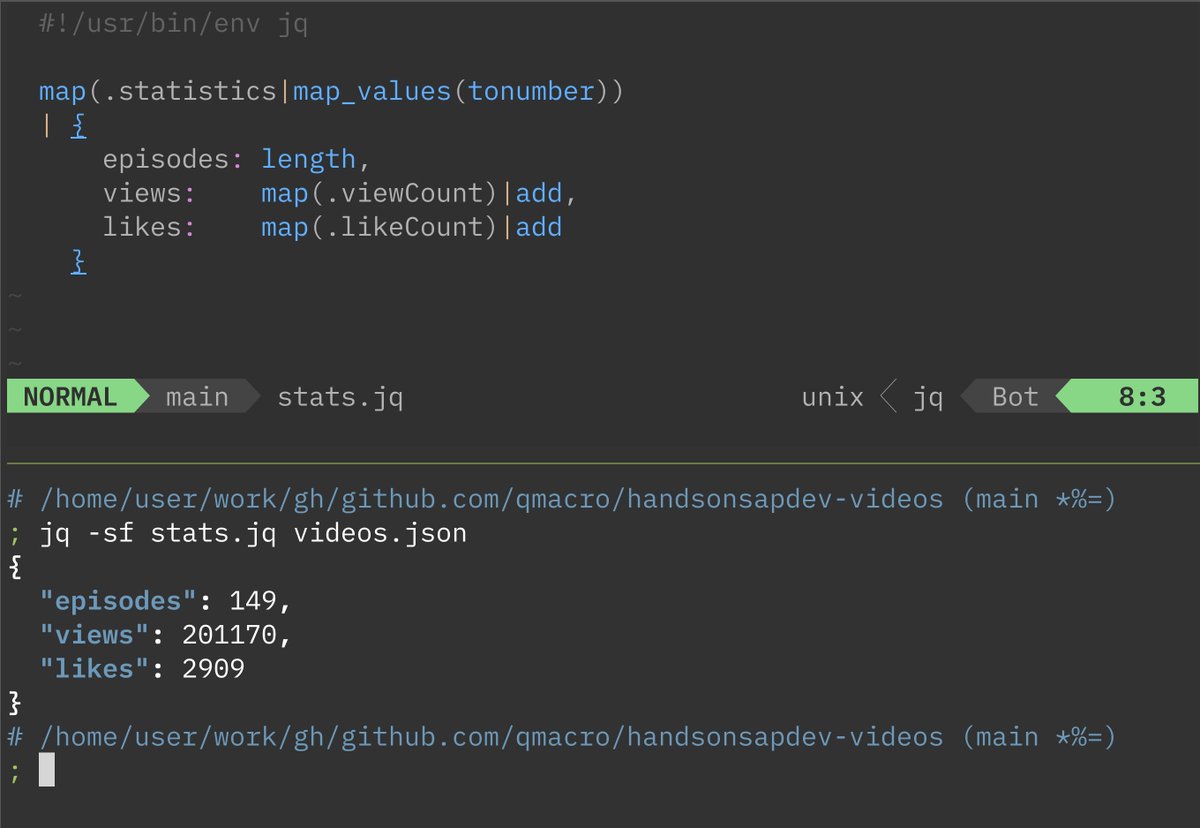 #!/usr/bin/env jq
map(.statistics|map_values(tonumber))
| {
episodes: length,
views:    map(.viewCount)|add,
likes:    map(.likeCount)|add
}
~
~
~
NORMAL main stats.jq unix jq Bot 8:3
# /home/user/work/gh/github.com/qmacro/handsonsapdev-videos (main *%=)
; jq -sf stats.jq videos.json
{
"episodes": 149,
"views": 201170,
"likes": 2909
}
# /home/user/work/gh/github.com/qmacro/handsonsapdev-videos (main *%=)
;